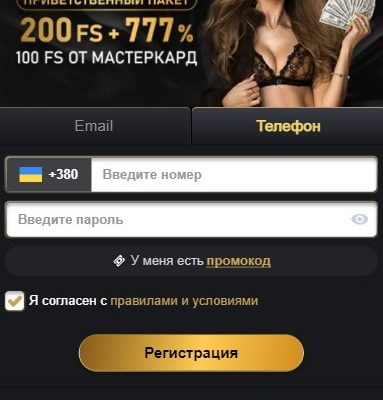 ПРИВЕТСТВЕННЫЙ ПАКЕТ
200 FS + 777%
100 FS ОТ МАСТЕРКАРД
Email
Телефон
+380
Введите номер
Введите пароль
У меня есть промокод
Я согласен с правилами и условиями
Регистрация